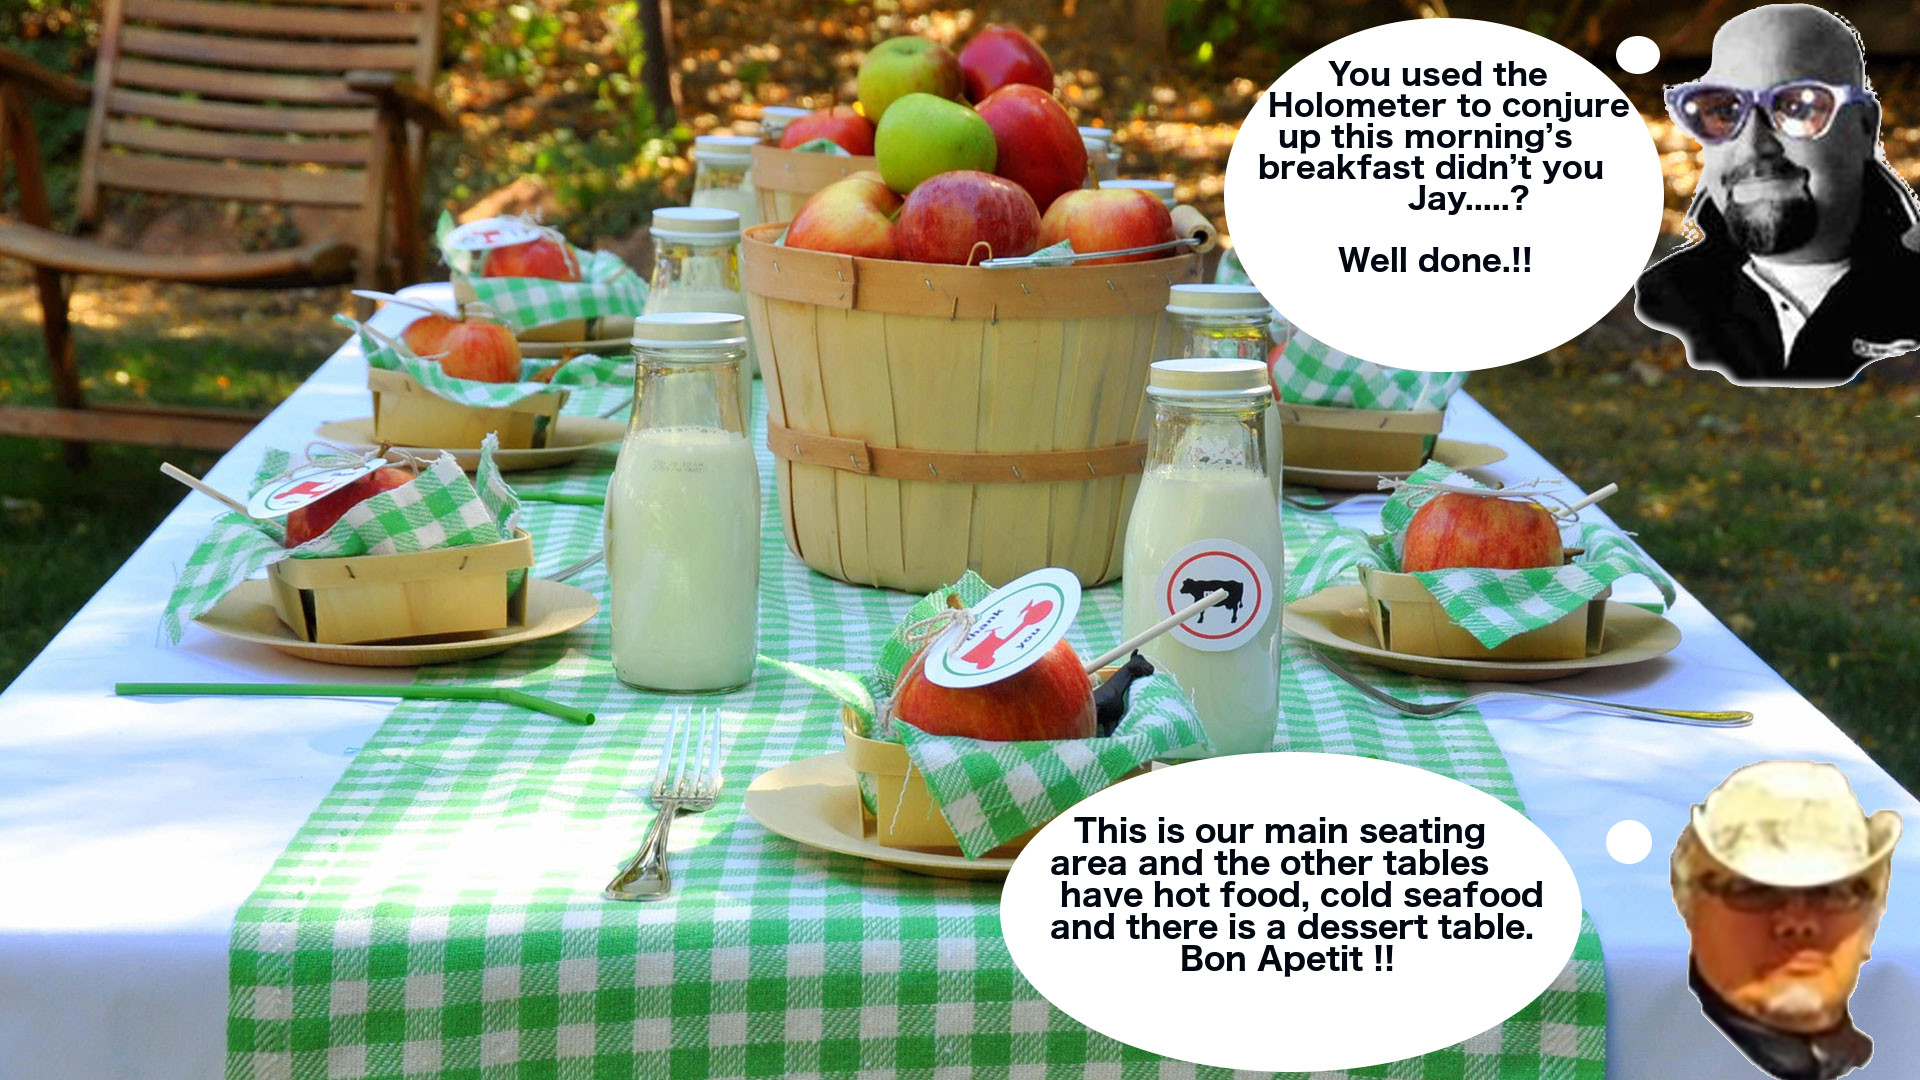 You used the
Holometer to conjure
up this morning’s
breakfast didn’t you
Jay.....?
Well done.!!
thank
you
This is our main seating
area and the other tables
have hot food, cold seafood
and there is a dessert table.
Bon Apetit !!